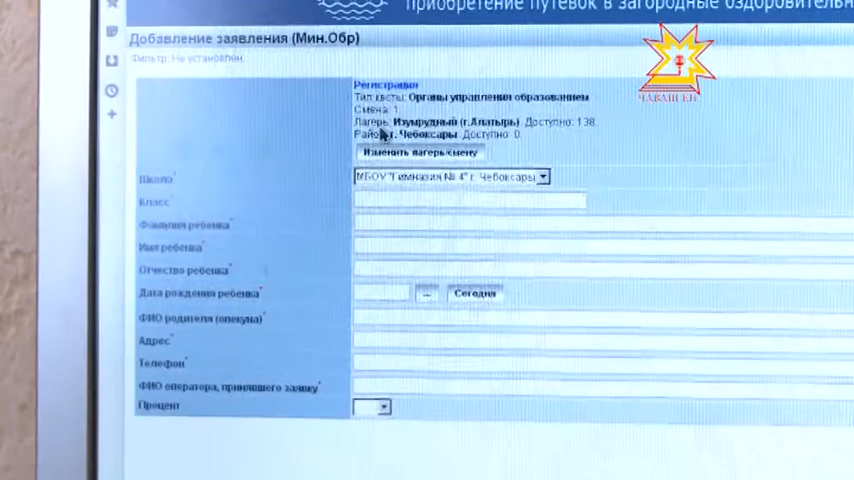 приобретение путевок в загородные оздоровительн
Добавление заявления (Мин.Обр)
Фильтр: Не установлен.
Регистрация
Тип квоты: Органы управления образованием
Смена: 1.
Лагерь: Изумрудный (г.Алатырь). Доступно: 138.
Район: г. Чебоксары. Доступно: 0.
Изменить лагерь/смену
Школа* МБОУ "Гимназия № 4" г. Чебоксары
Класс*
Фамилия ребенка*
Имя ребенка*
Отчество ребенка*
Дата рождения ребенка* ... Сегодня
ФИО родителя (опекуна)*
Адрес*
Телефон*
ФИО оператора, принявшего заявку*
Процент
ЧĂВАШ ЕН